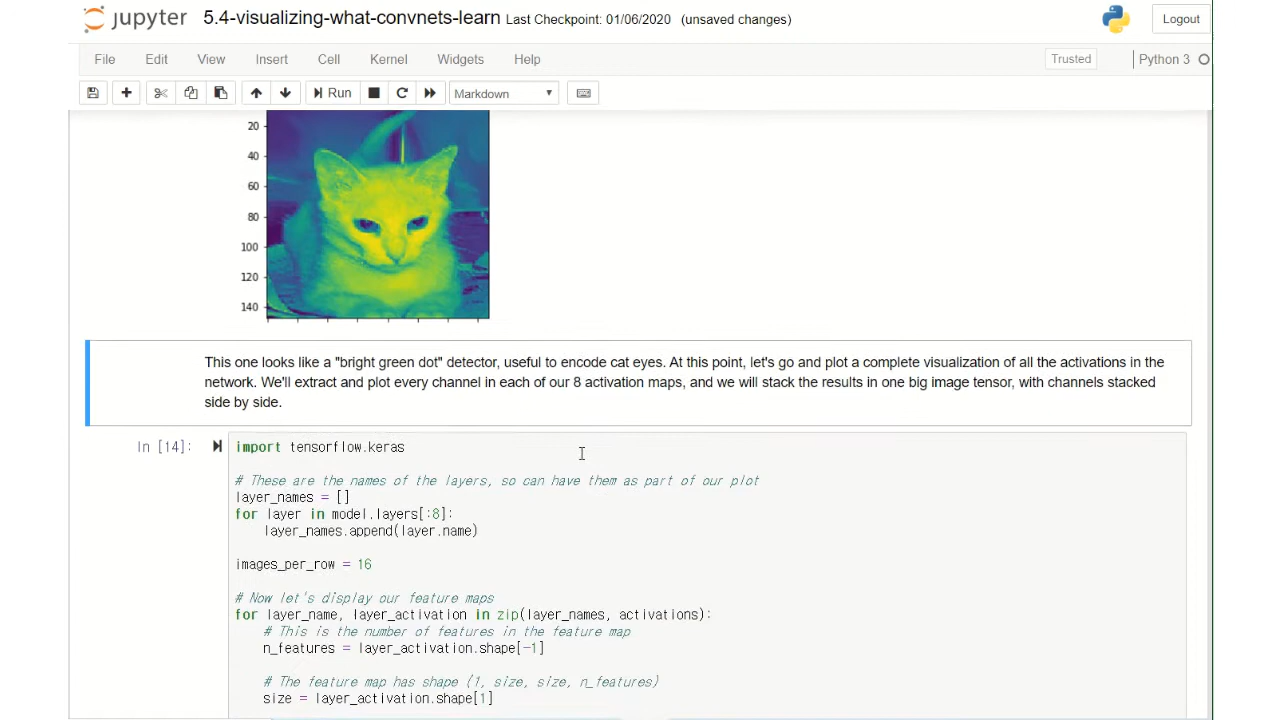 jupyter 5.4-visualizing-what-convnets-learn Last Checkpoint: 01/06/2020 (unsaved changes) Logout
File Edit View Insert Cell Kernel Widgets Help Trusted Python 3
Run Markdown
20
40
60
80
100
120
140
This one looks like a "bright green dot" detector, useful to encode cat eyes. At this point, let's go and plot a complete visualization of all the activations in the
network. We'll extract and plot every channel in each of our 8 activation maps, and we will stack the results in one big image tensor, with channels stacked
side by side.
In [14]: import tensorflow.keras
# These are the names of the layers, so can have them as part of our plot
layer_names = []
for layer in model.layers[:8]:
layer_names.append(layer.name)
images_per_row = 16
# Now let's display our feature maps
for layer_name, layer_activation in zip(layer_names, activations):
# This is the number of features in the feature map
n_features = layer_activation.shape[-1]
# The feature map has shape (1, size, size, n_features)
size = layer_activation.shape[1]